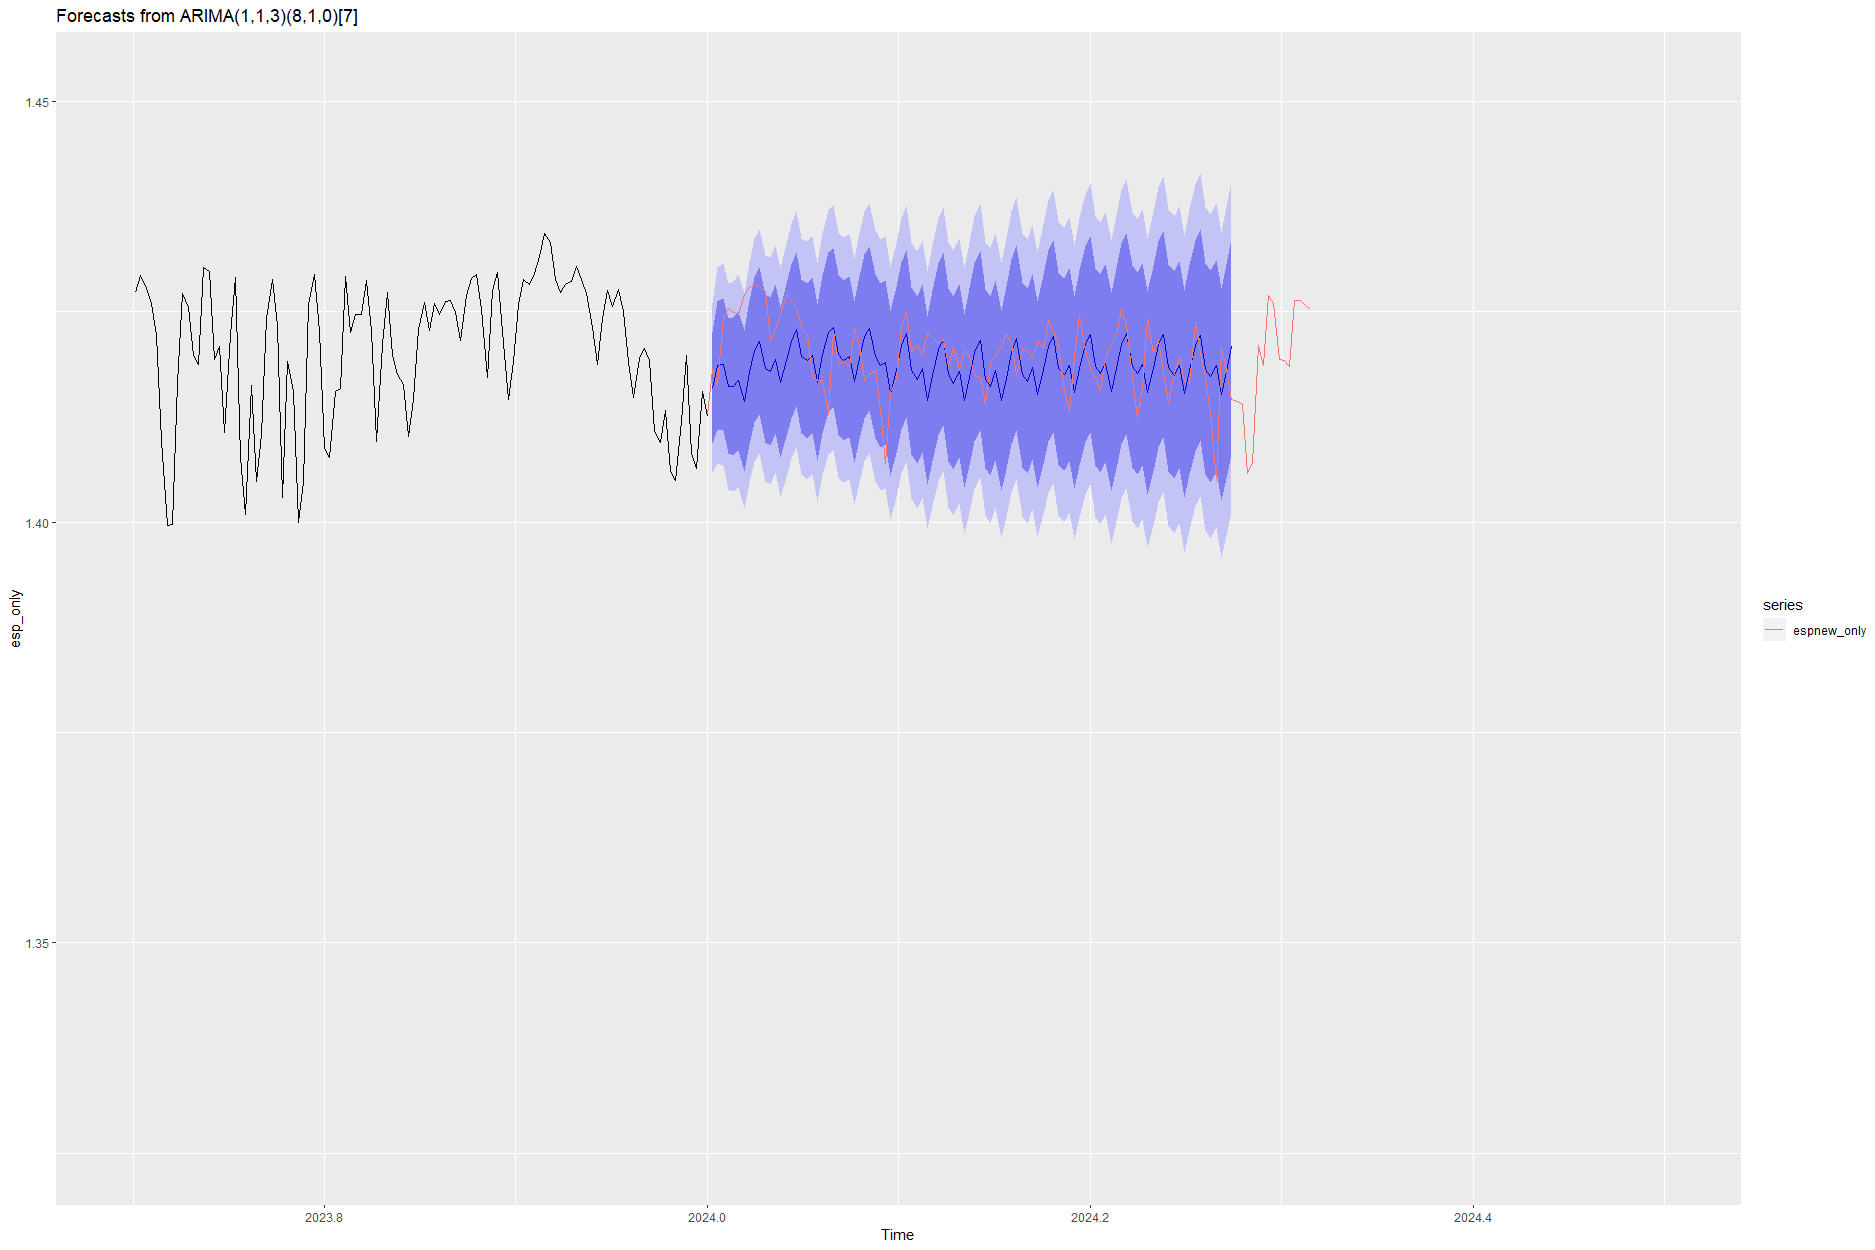 Forecasts from ARIMA(1,1,3)(8,1,0)[7]
1.45
1.40
1.35
esp_only
2023.8
2024.0
2024.2
2024.4
Time
series
espnew_only